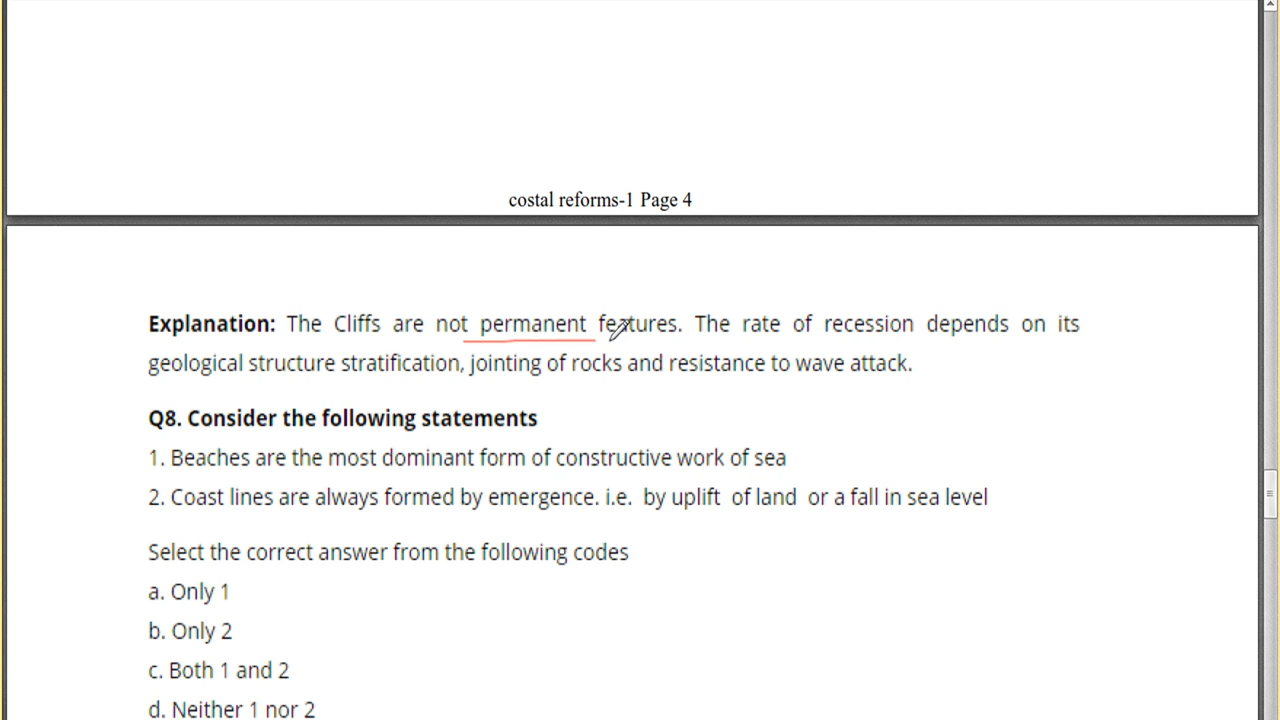 costal reforms-1 Page 4
Explanation: The Cliffs are not permanent features. The rate of recession depends on its
geological structure stratification, jointing of rocks and resistance to wave attack.
Q8. Consider the following statements
1. Beaches are the most dominant form of constructive work of sea
2. Coast lines are always formed by emergence. i.e. by uplift of land or a fall in sea level
Select the correct answer from the following codes
a. Only 1
b. Only 2
c. Both 1 and 2
d. Neither 1 nor 2